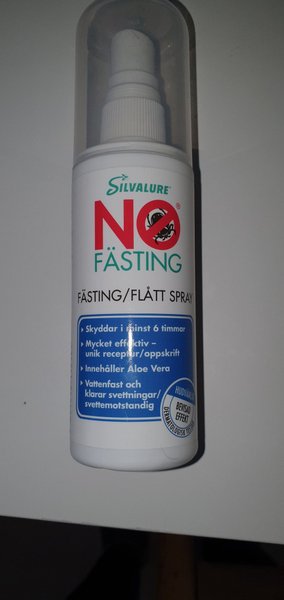 SILVALURE®
NO®
FÄSTING
FÄSTING/FLÅTT SPRAY
Skyddar i minst 6 timmar
Mycket effektiv –
unik receptur/oppskrift
Innehåller Aloe Vera
Vattenfast och
klarar svettningar/
svettemotstandig
BEVISAD
EFFEKT